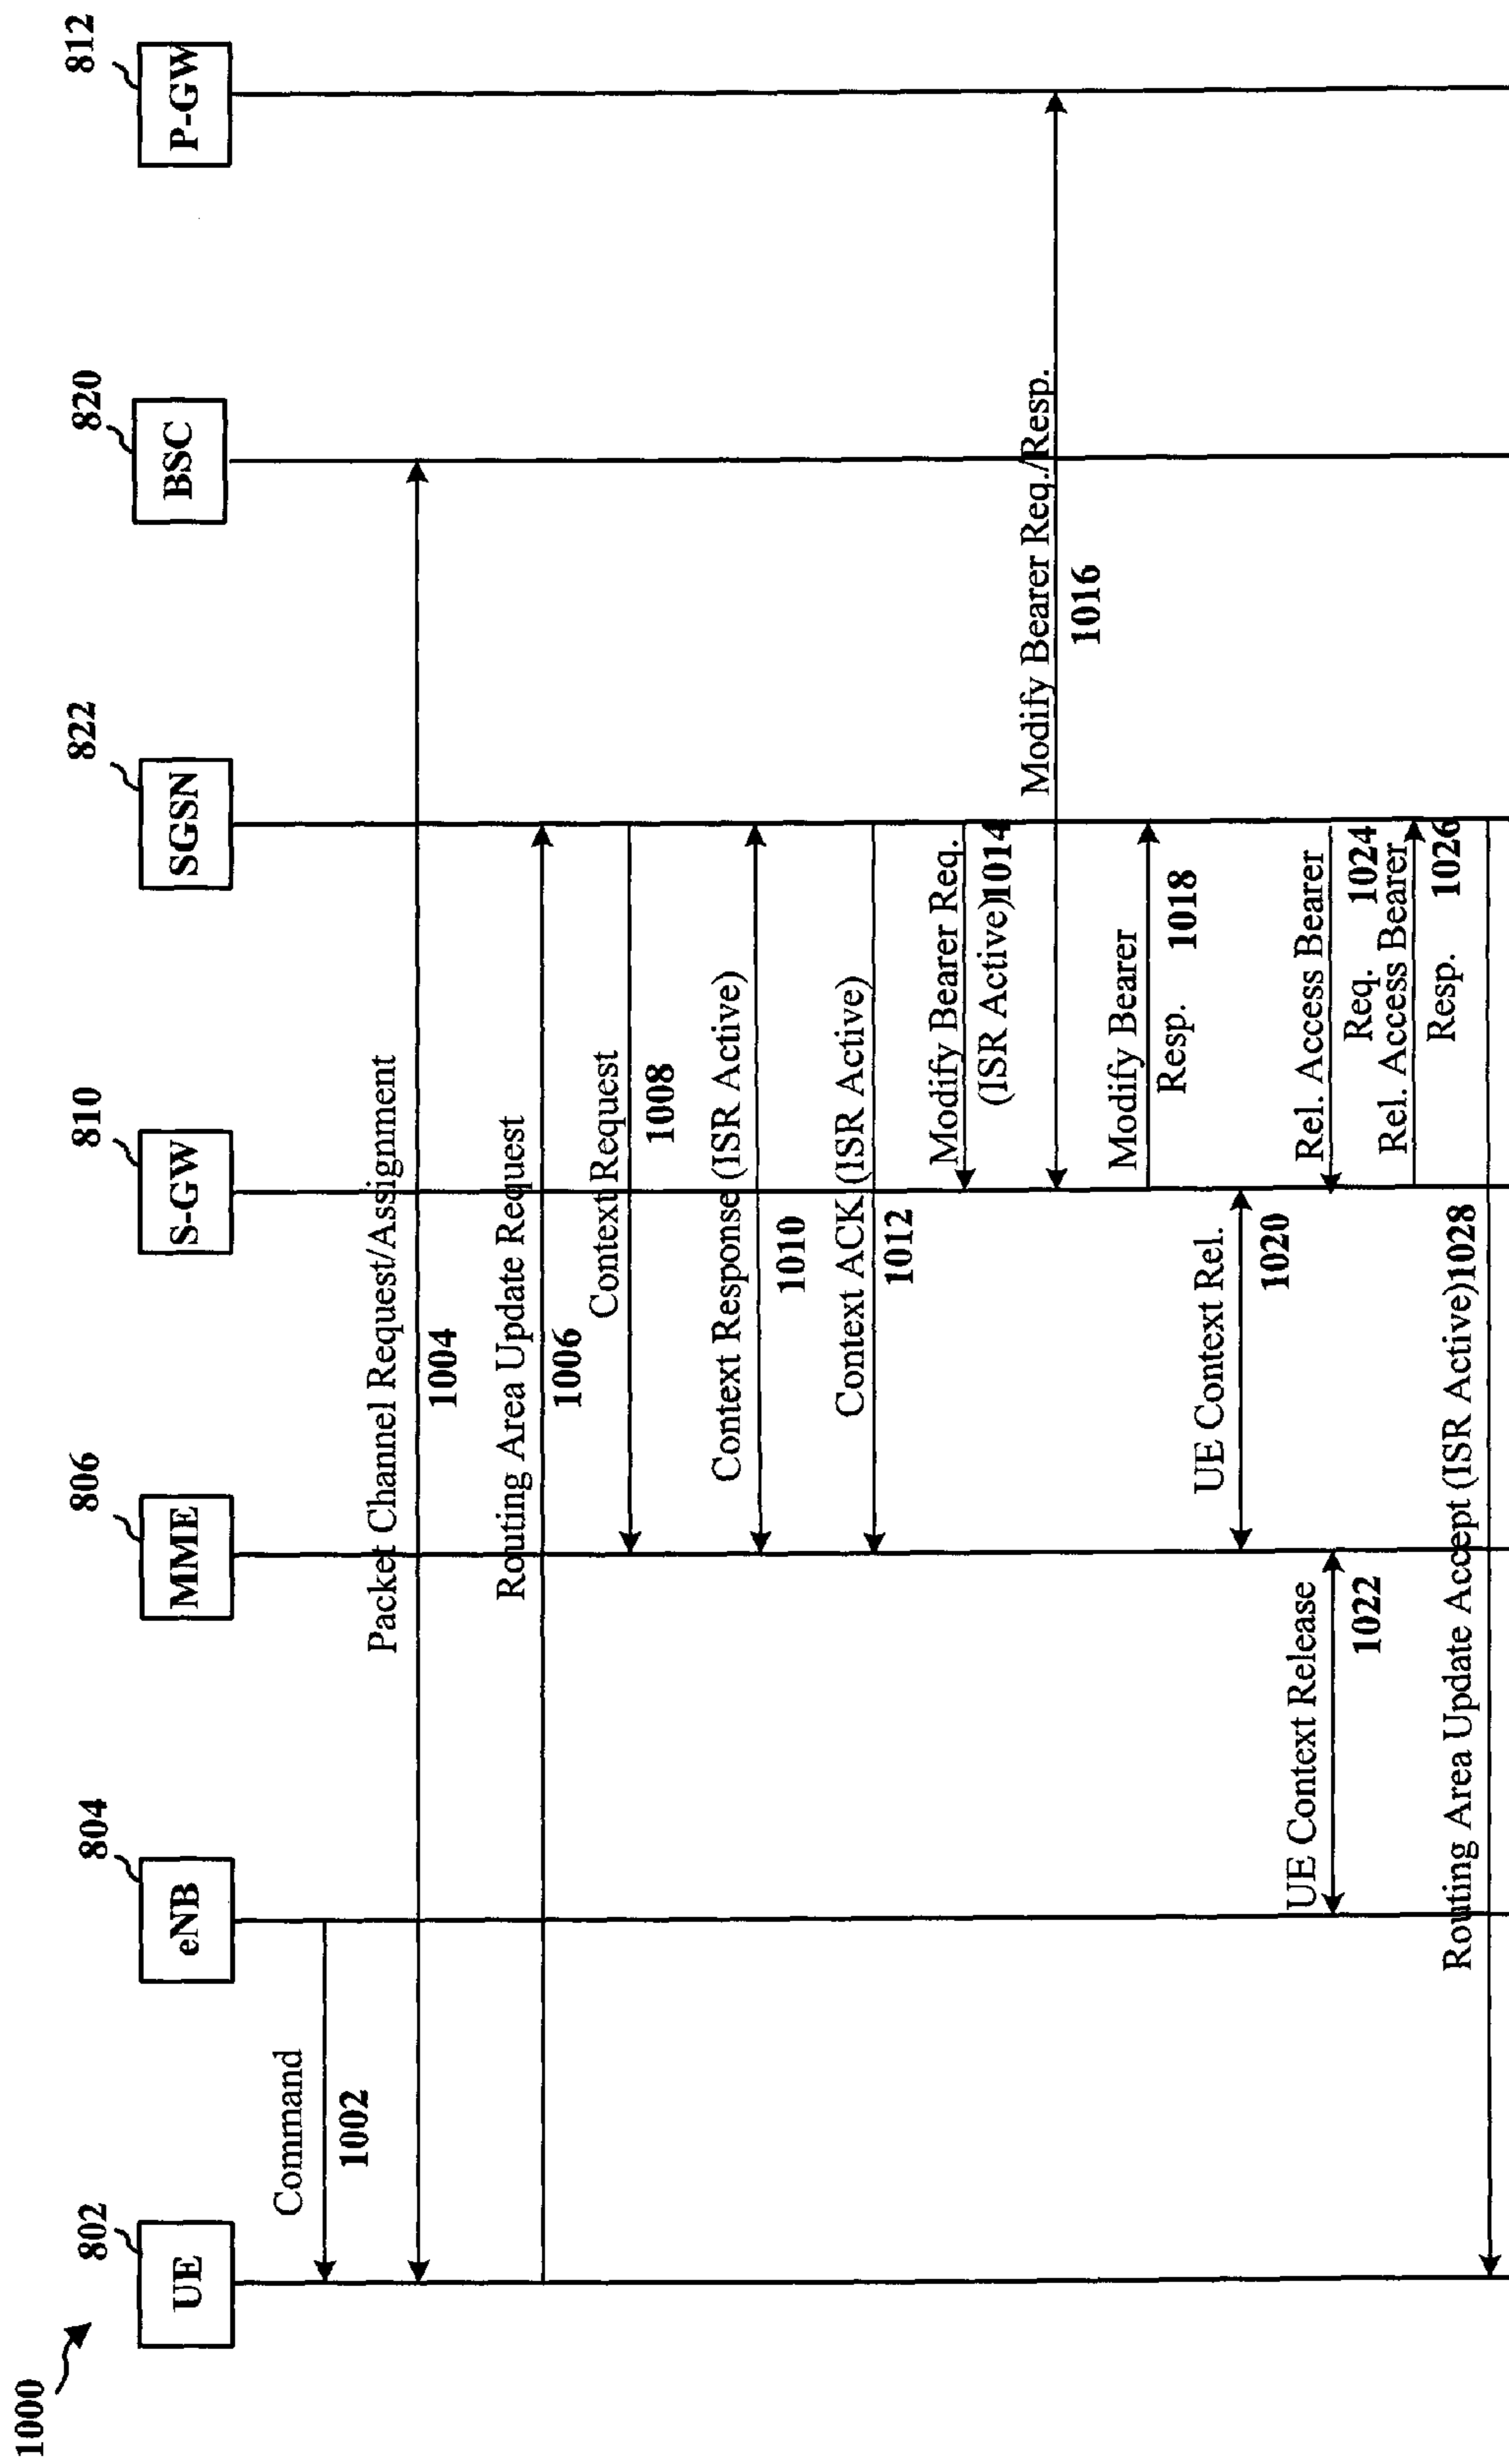 1000
802
UE
804
eNB
806
MME
810
S-GW
822
SGSN
820
BSC
812
P-GW
Command
1002
Packet Channel Request/Assignment
1004
Routing Area Update Request
1006
Context Request
1008
Context Response (ISR Active)
1010
Context ACK (ISR Active)
1012
Modify Bearer Req.
(ISR Active)1014
Modify Bearer Req./Resp.
1016
Modify Bearer
Resp. 1018
UE Context Rel.
1020
UE Context Release
1022
Rel. Access Bearer
Req. 1024
Rel. Access Bearer
Resp. 1026
Routing Area Update Accept (ISR Active)1028